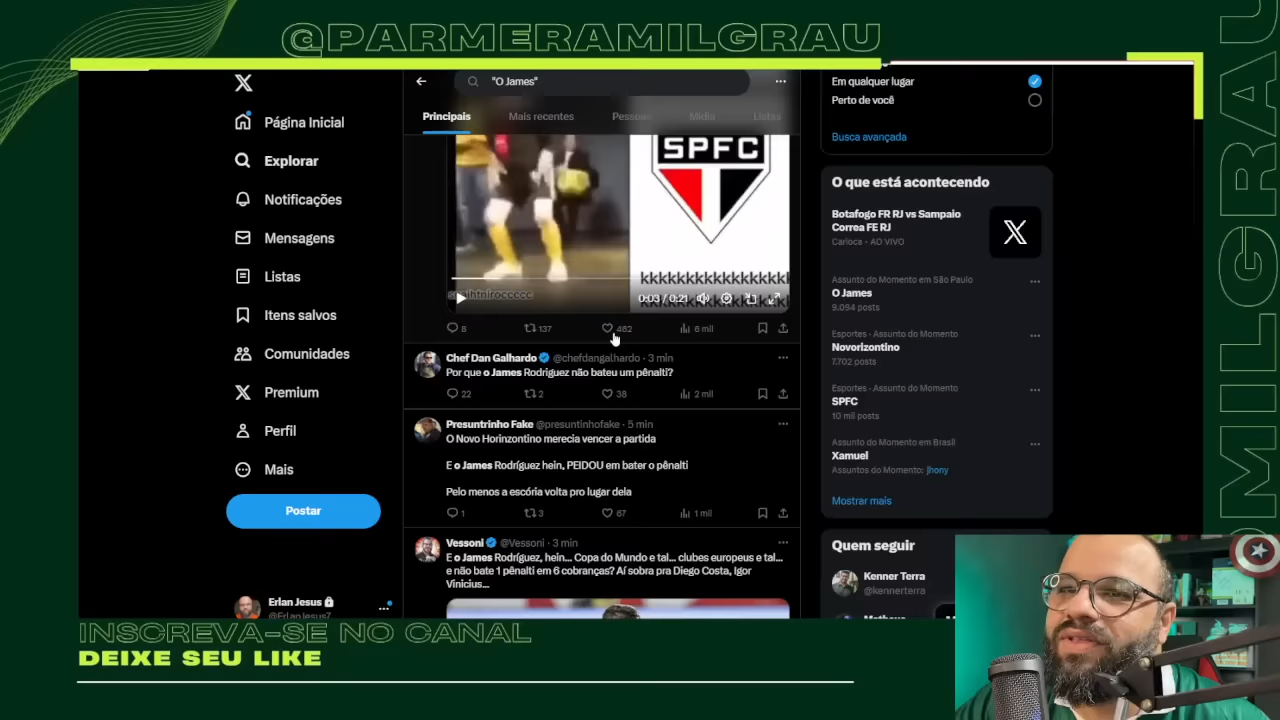 @PARMERAMILGRAU
"O James"
Principais
Mais recentes
Pessoas
Mídia
Listas
Página Inicial
Explorar
Notificações
Mensagens
Listas
Itens salvos
Comunidades
Premium
Perfil
Mais
Postar
Erlan Jesus
@ErlanJesus7
SPFC
kkkkkkkkkkkkkkkkkk
0:03 / 0:21
8 137 482 6 mil
Chef Dan Galhardo @chefdangalhardo · 3 min
Por que o James Rodriguez não bateu um pênalti?
22 2 38 2 mil
Presuntrinho Fake @presuntinhofake · 5 min
O Novo Horinzontino merecia vencer a partida
E o James Rodríguez hein, PEIDOU em bater o pênalti
Pelo menos a escória volta pro lugar dela
1 3 67 1 mil
Vessoni @Vessoni · 3 min
E o James Rodríguez, hein... Copa do Mundo e tal... clubes europeus e tal...
e não bate 1 pênalti em 6 cobranças? Aí sobra pra Diego Costa, Igor
Vinicius...
Em qualquer lugar
Perto de você
Busca avançada
O que está acontecendo
Botafogo FR RJ vs Sampaio
Correa FE RJ
Carioca · AO VIVO
Assunto do Momento em São Paulo
O James
9.094 posts
Esportes · Assunto do Momento
Novorizontino
7.702 posts
Esportes · Assunto do Momento
SPFC
10 mil posts
Assunto do Momento em Brasil
Xamuel
Assuntos do Momento: Jhony
Mostrar mais
Quem seguir
Kenner Terra
@kennerterra
INSCREVA-SE NO CANAL
DEIXE SEU LIKE
MILGRAU